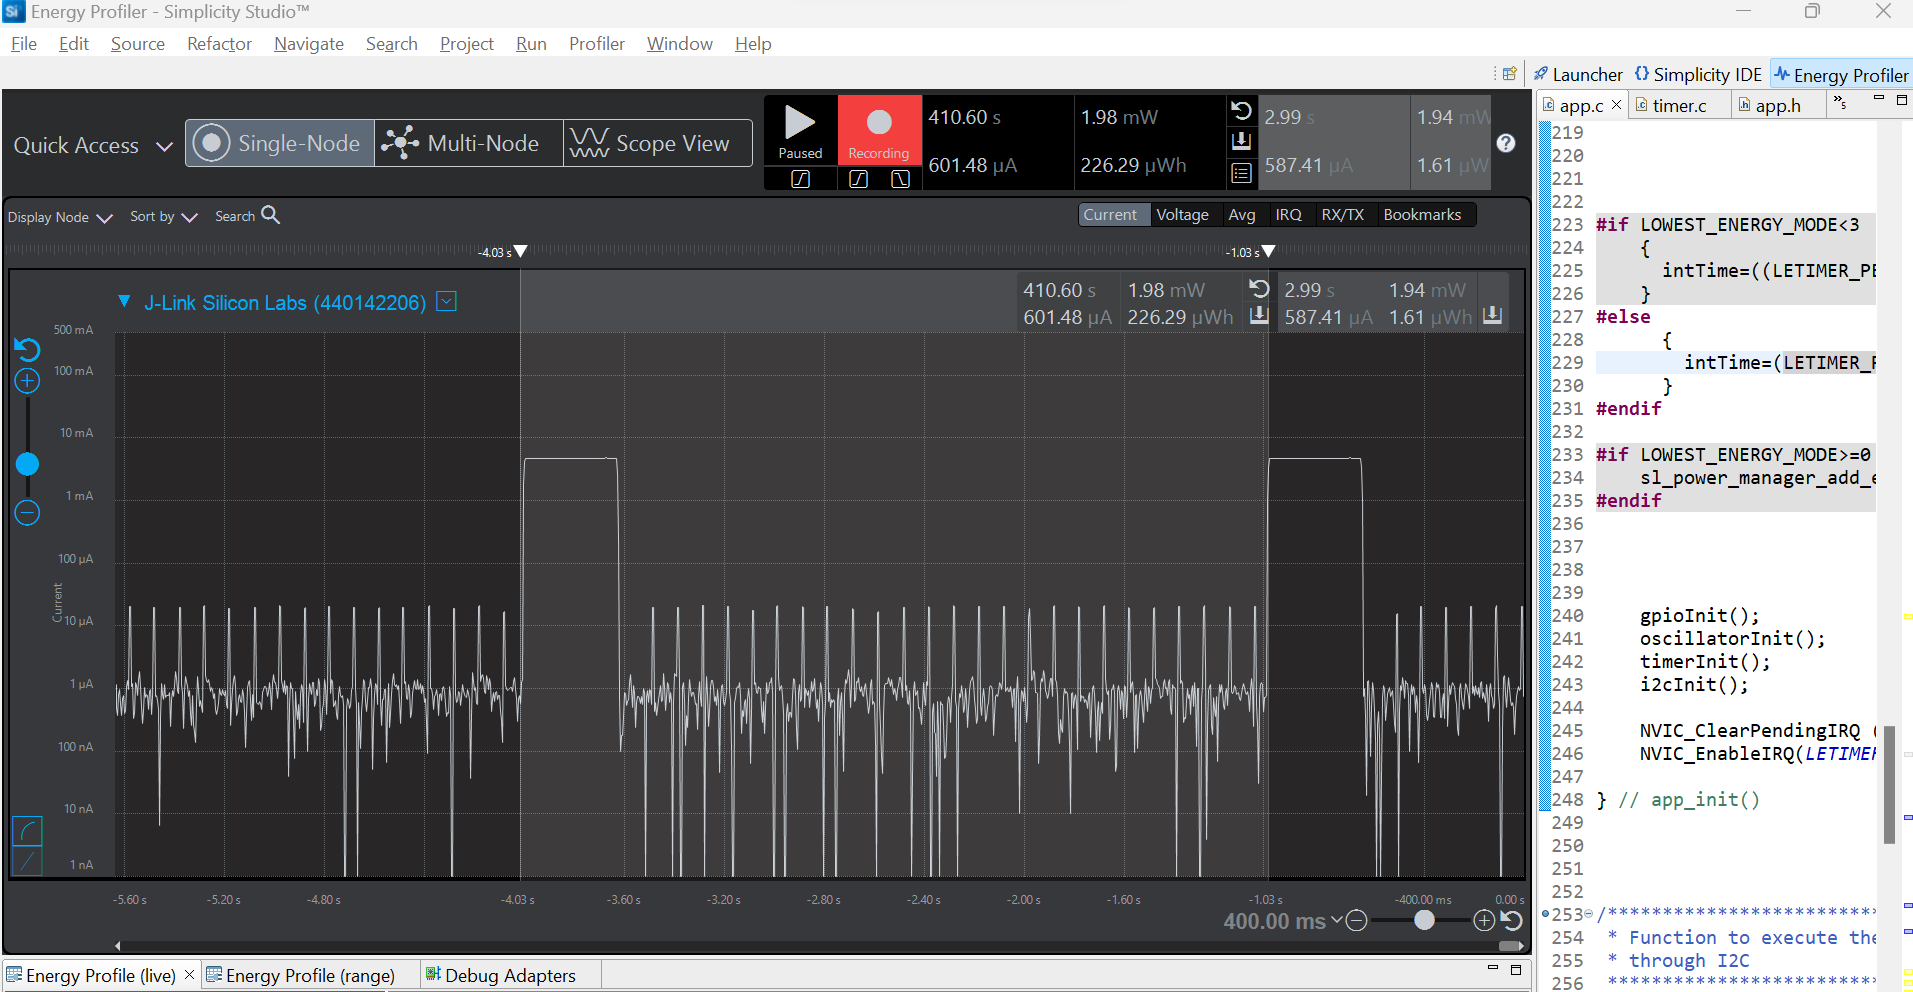 Energy Profiler - Simplicity Studio™
File Edit Source Refactor Navigate Search Project Run Profiler Window Help
Launcher Simplicity IDE Energy Profiler
Quick Access Single-Node Multi-Node Scope View
Paused Recording
410.60 s 1.98 mW 2.99 s 1.94 mW
601.48 µA 226.29 µWh 587.41 µA 1.61 µW
Display Node Sort by Search
Current Voltage Avg IRQ RX/TX Bookmarks
-4.03 s -1.03 s
J-Link Silicon Labs (440142206)
410.60 s 1.98 mW 2.99 s 1.94 mW
601.48 µA 226.29 µWh 587.41 µA 1.61 µWh
500 mA
100 mA
10 mA
1 mA
100 µA
10 µA
1 µA
100 nA
10 nA
1 nA
Current
-5.60 s -5.20 s -4.80 s -4.03 s -3.60 s -3.20 s -2.80 s -2.40 s -2.00 s -1.60 s -1.03 s -400.00 ms 0.00 s
400.00 ms
Energy Profile (live) Energy Profile (range) Debug Adapters
app.c timer.c app.h »5
219
220
221
222
223 #if LOWEST_ENERGY_MODE<3
224 {
225 intTime=((LETIMER_PE
226 }
227 #else
228 {
229 intTime=(LETIMER_P
230 }
231 #endif
232
233 #if LOWEST_ENERGY_MODE>=0
234 sl_power_manager_add_e
235 #endif
236
237
238
239
240 gpioInit();
241 oscillatorInit();
242 timerInit();
243 i2cInit();
244
245 NVIC_ClearPendingIRQ (
246 NVIC_EnableIRQ(LETIMER
247
248 } // app_init()
249
250
251
252
253 /*************************
254 * Function to execute the
255 * through I2C
256 *************************